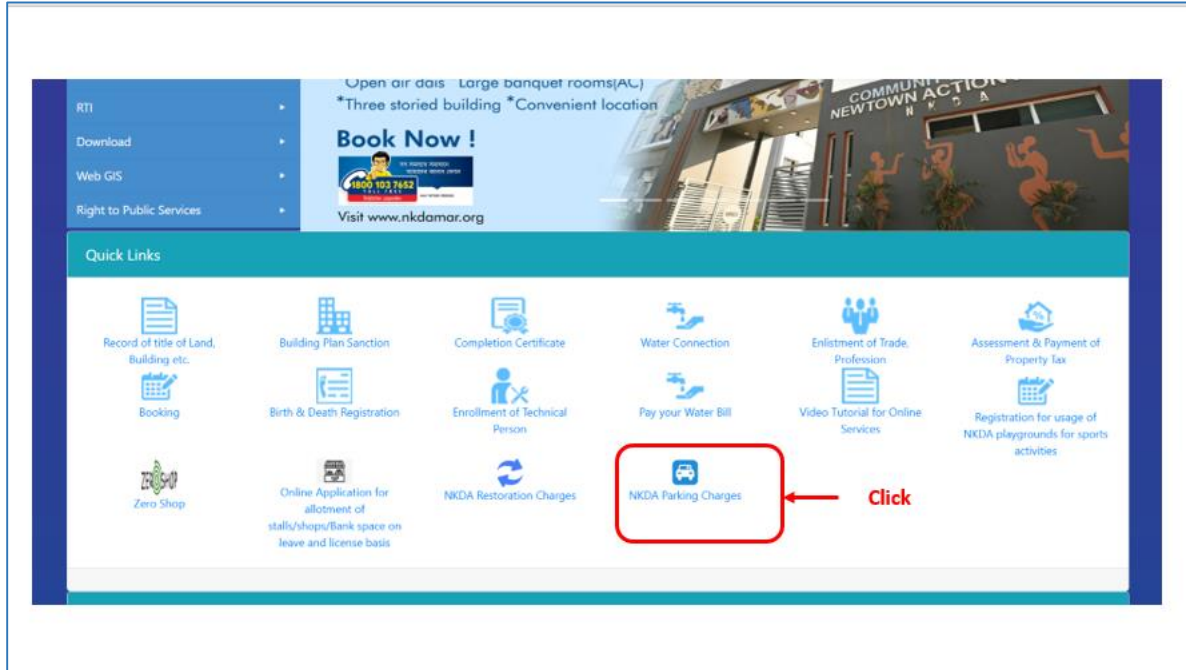 RTI
Download
Web GIS
Right to Public Services
*Open air dais *Large banquet rooms(AC)
*Three storied building *Convenient location
Book Now !
1800 103 7652
TOLL FREE
Visit www.nkdamar.org
NEWTOWN ACTION
NKDA
Quick Links
Record of title of Land,
Building etc.
Building Plan Sanction
Completion Certificate
Water Connection
Enlistment of Trade,
Profession
Assessment & Payment of
Property Tax
Booking
Birth & Death Registration
Enrollment of Technical
Person
Pay your Water Bill
Video Tutorial for Online
Services
Registration for usage of
NKDA playgrounds for sports
activities
Zero Shop
Online Application for
allotment of
stalls/shops/Bank space on
leave and license basis
NKDA Restoration Charges
NKDA Parking Charges
Click